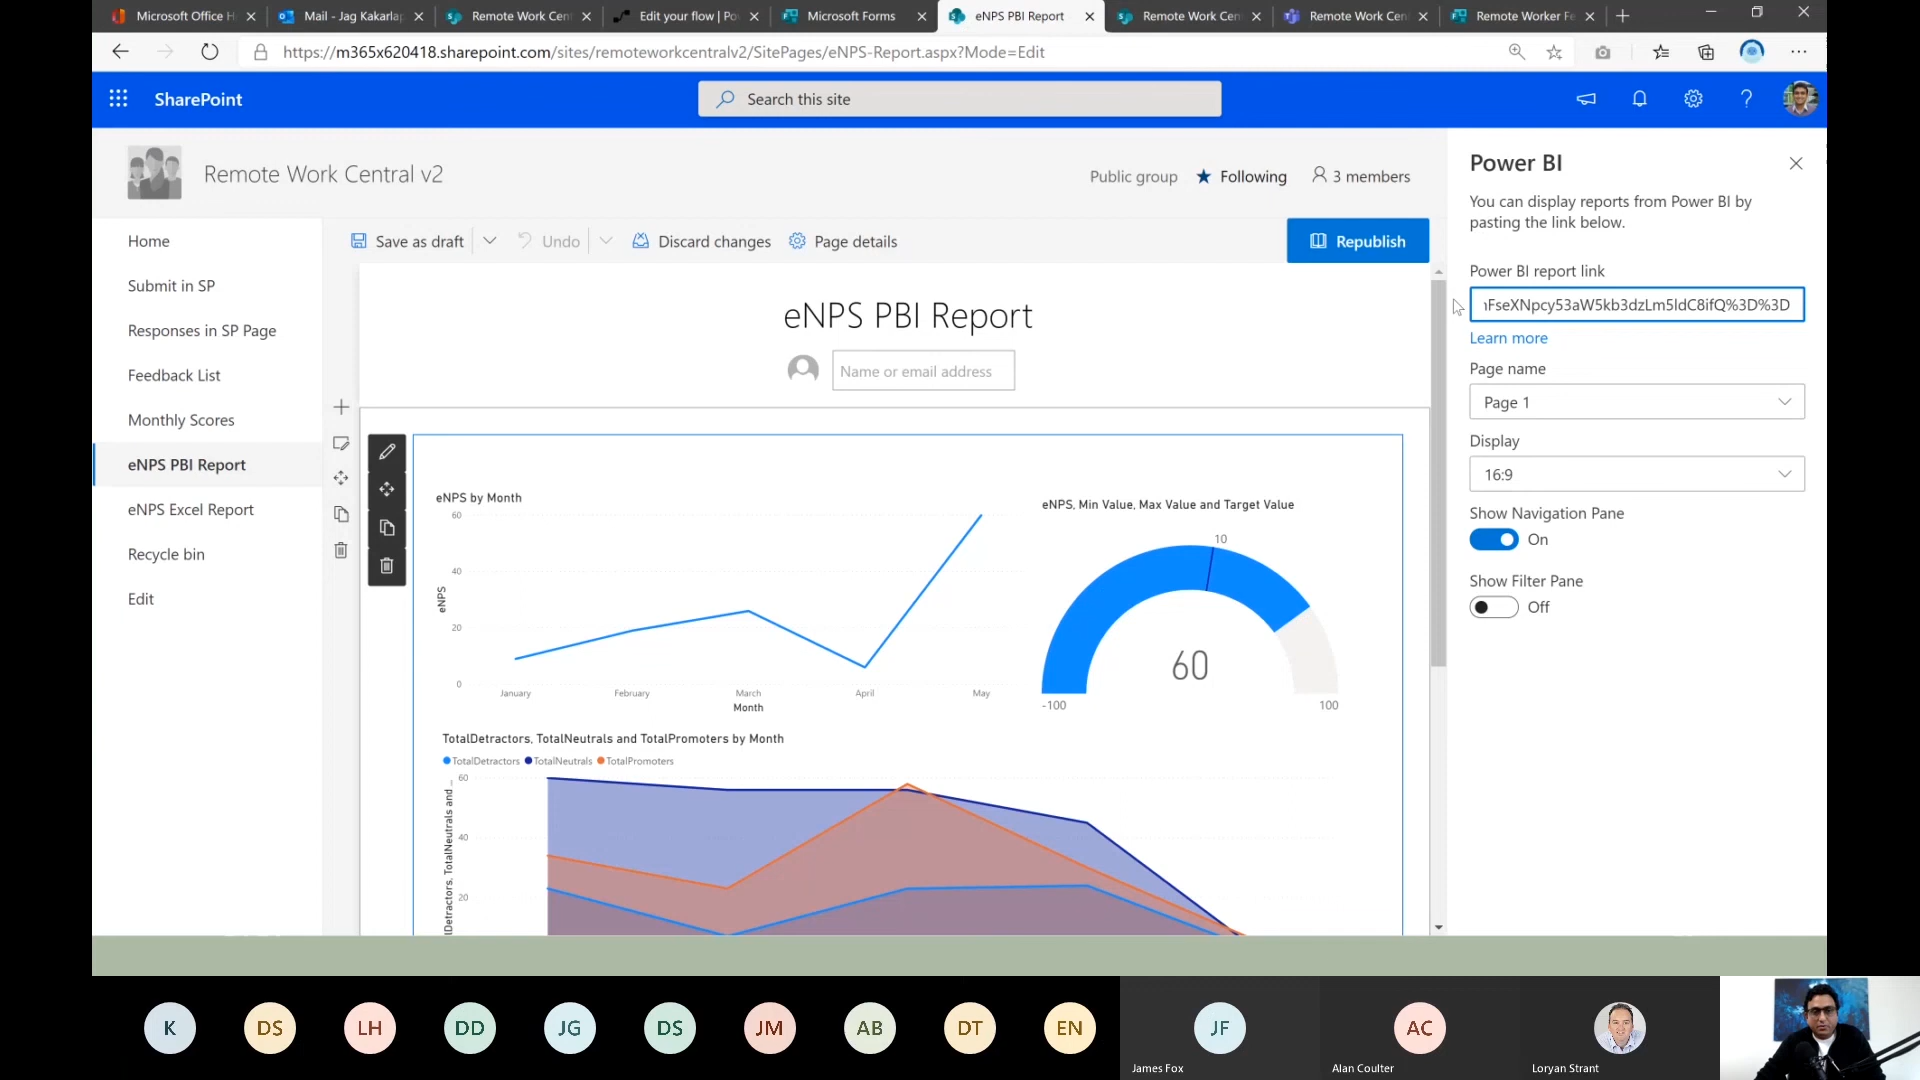 Microsoft Office H
Mail - Jag Kakarlap
Remote Work Cen
Edit your flow | Po
Microsoft Forms
eNPS PBI Report
Remote Work Cen
Remote Work Cen
Remote Worker Fe
https://m365x620418.sharepoint.com/sites/remoteworkcentralv2/SitePages/eNPS-Report.aspx?Mode=Edit
SharePoint
Search this site
Remote Work Central v2
Public group
Following
3 members
Home
Submit in SP
Responses in SP Page
Feedback List
Monthly Scores
eNPS PBI Report
eNPS Excel Report
Recycle bin
Edit
Save as draft
Undo
Discard changes
Page details
Republish
eNPS PBI Report
Name or email address
eNPS by Month
60
40
20
0
eNPS
January
February
March
April
May
Month
eNPS, Min Value, Max Value and Target Value
10
60
-100
100
TotalDetractors, TotalNeutrals and TotalPromoters by Month
TotalDetractors
TotalNeutrals
TotalPromoters
60
40
20
lDetractors, TotalNeutrals and ...
Power BI
You can display reports from Power BI by
pasting the link below.
Power BI report link
FseXNpcy53aW5kb3dzLm5ldC8ifQ%3D%3D
Learn more
Page name
Page 1
Display
16:9
Show Navigation Pane
On
Show Filter Pane
Off
K
DS
LH
DD
JG
DS
JM
AB
DT
EN
JF
James Fox
AC
Alan Coulter
Loryan Strant